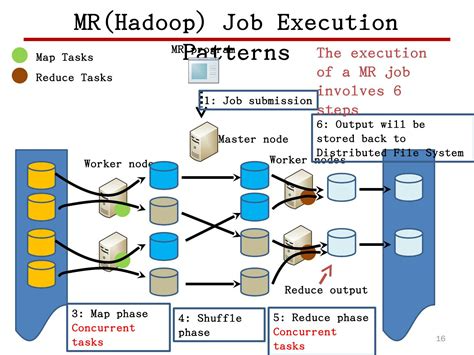 MR(Hadoop) Job Execution
Patterns
MR program
Map Tasks
Reduce Tasks
The execution
of a MR job
involves 6
steps
1: Job submission
Master node
6: Output will be
stored back to
Distributed File System
Worker nodes
Worker nodes
Reduce output
3: Map phase
Concurrent
tasks
4: Shuffle
phase
5: Reduce phase
Concurrent
tasks
16